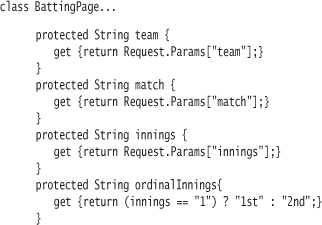 class BattingPage...
protected String team {
get {return Request.Params["team"];}
}
protected String match {
get {return Request.Params["match"];}
}
protected String innings {
get {return Request.Params["innings"];}
}
protected String ordinalInnings{
get {return (innings == "1") ? "1st" : "2nd";}
}